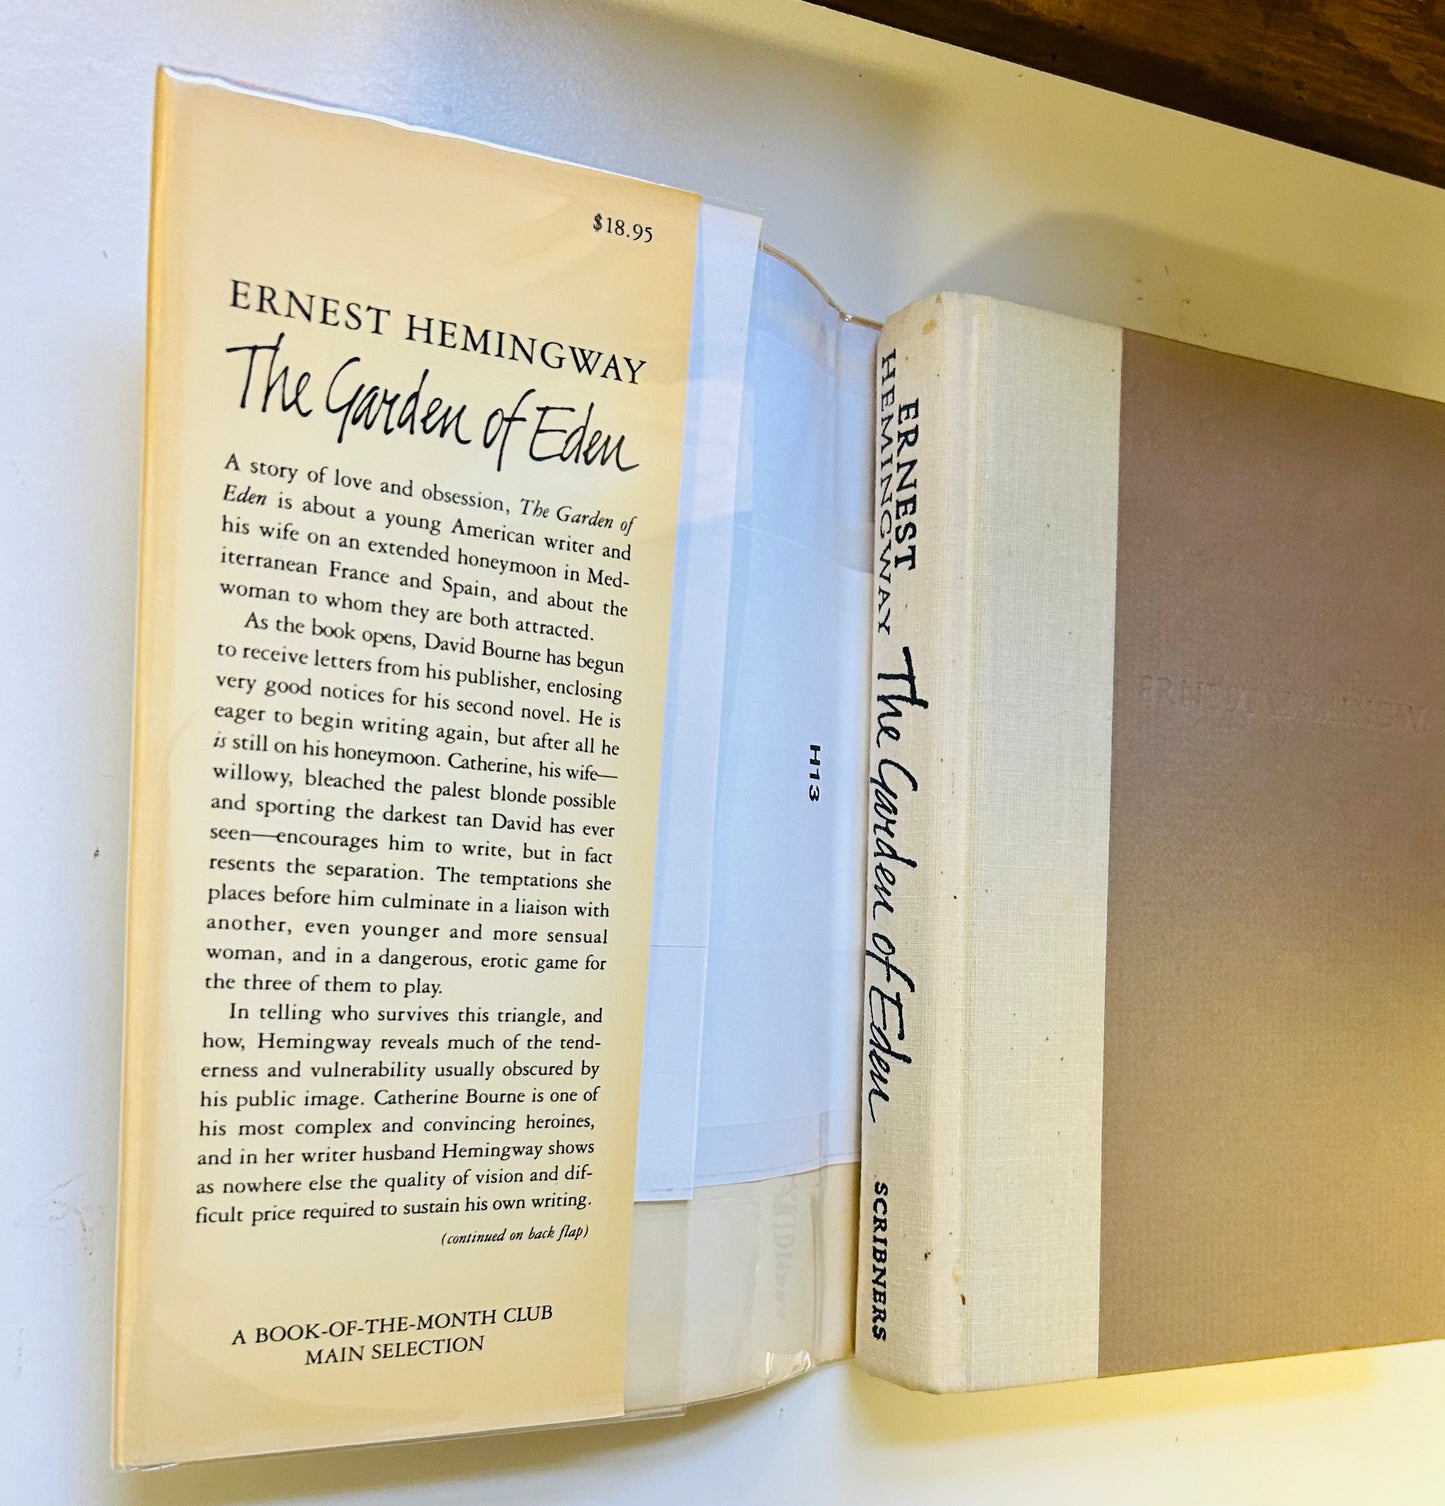 $18.95
ERNEST HEMINGWAY
The Garden of Eden
A story of love and obsession, The Garden of
Eden is about a young American writer and
his wife on an extended honeymoon in Med-
iterranean France and Spain, and about the
woman to whom they are both attracted.
As the book opens, David Bourne has begun
to receive letters from his publisher, enclosing
very good notices for his second novel. He is
eager to begin writing again, but after all he
is still on his honeymoon. Catherine, his wife—
willowy, bleached the palest blonde possible
and sporting the darkest tan David has ever
seen—encourages him to write, but in fact
resents the separation. The temptations she
places before him culminate in a liaison with
another, even younger and more sensual
woman, and in a dangerous, erotic game for
the three of them to play.
In telling who survives this triangle, and
how, Hemingway reveals much of the tend-
erness and vulnerability usually obscured by
his public image. Catherine Bourne is one of
his most complex and convincing heroines,
and in her writer husband Hemingway shows
as nowhere else the quality of vision and dif-
ficult price required to sustain his own writing.
(continued on back flap)
A BOOK-OF-THE-MONTH CLUB
MAIN SELECTION
H13
ERNEST
HEMINGWAY
The Garden of Eden
SCRIBNERS
ERNEST